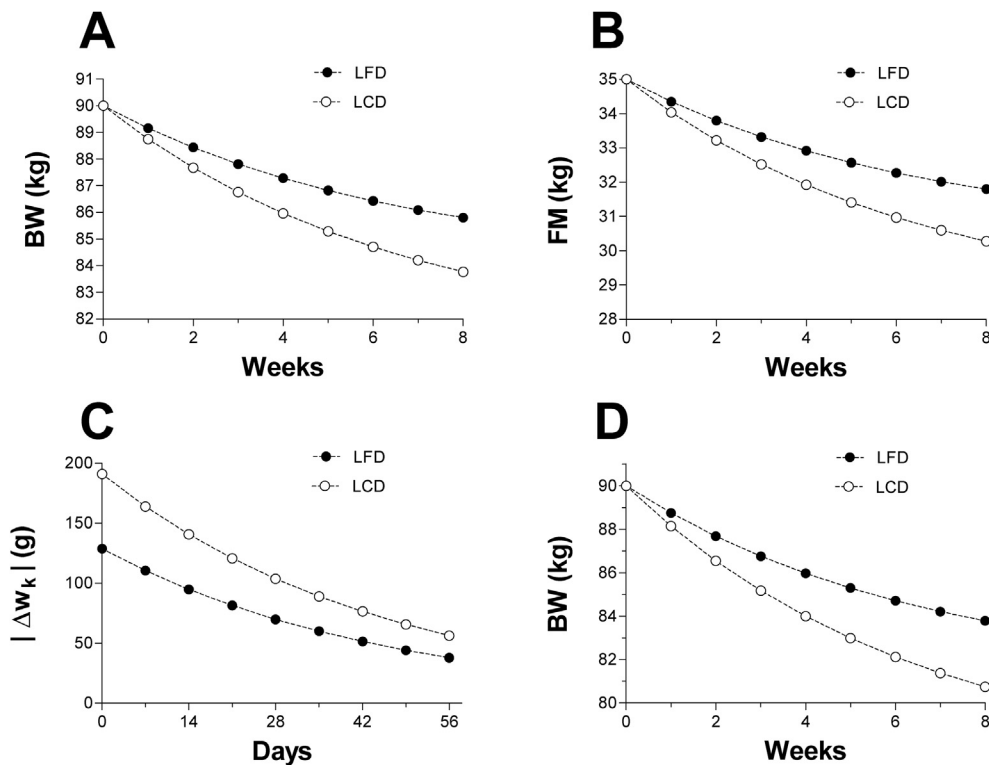 A
LFD
LCD
91
90
89
88
87
86
85
84
83
82
BW (kg)
0 2 4 6 8
Weeks
B
LFD
LCD
35
34
33
32
31
30
29
28
FM (kg)
0 2 4 6 8
Weeks
C
LFD
LCD
200
150
100
50
0
| Δwk | (g)
0 14 28 42 56
Days
D
LFD
LCD
90
88
86
84
82
80
BW (kg)
0 2 4 6 8
Weeks